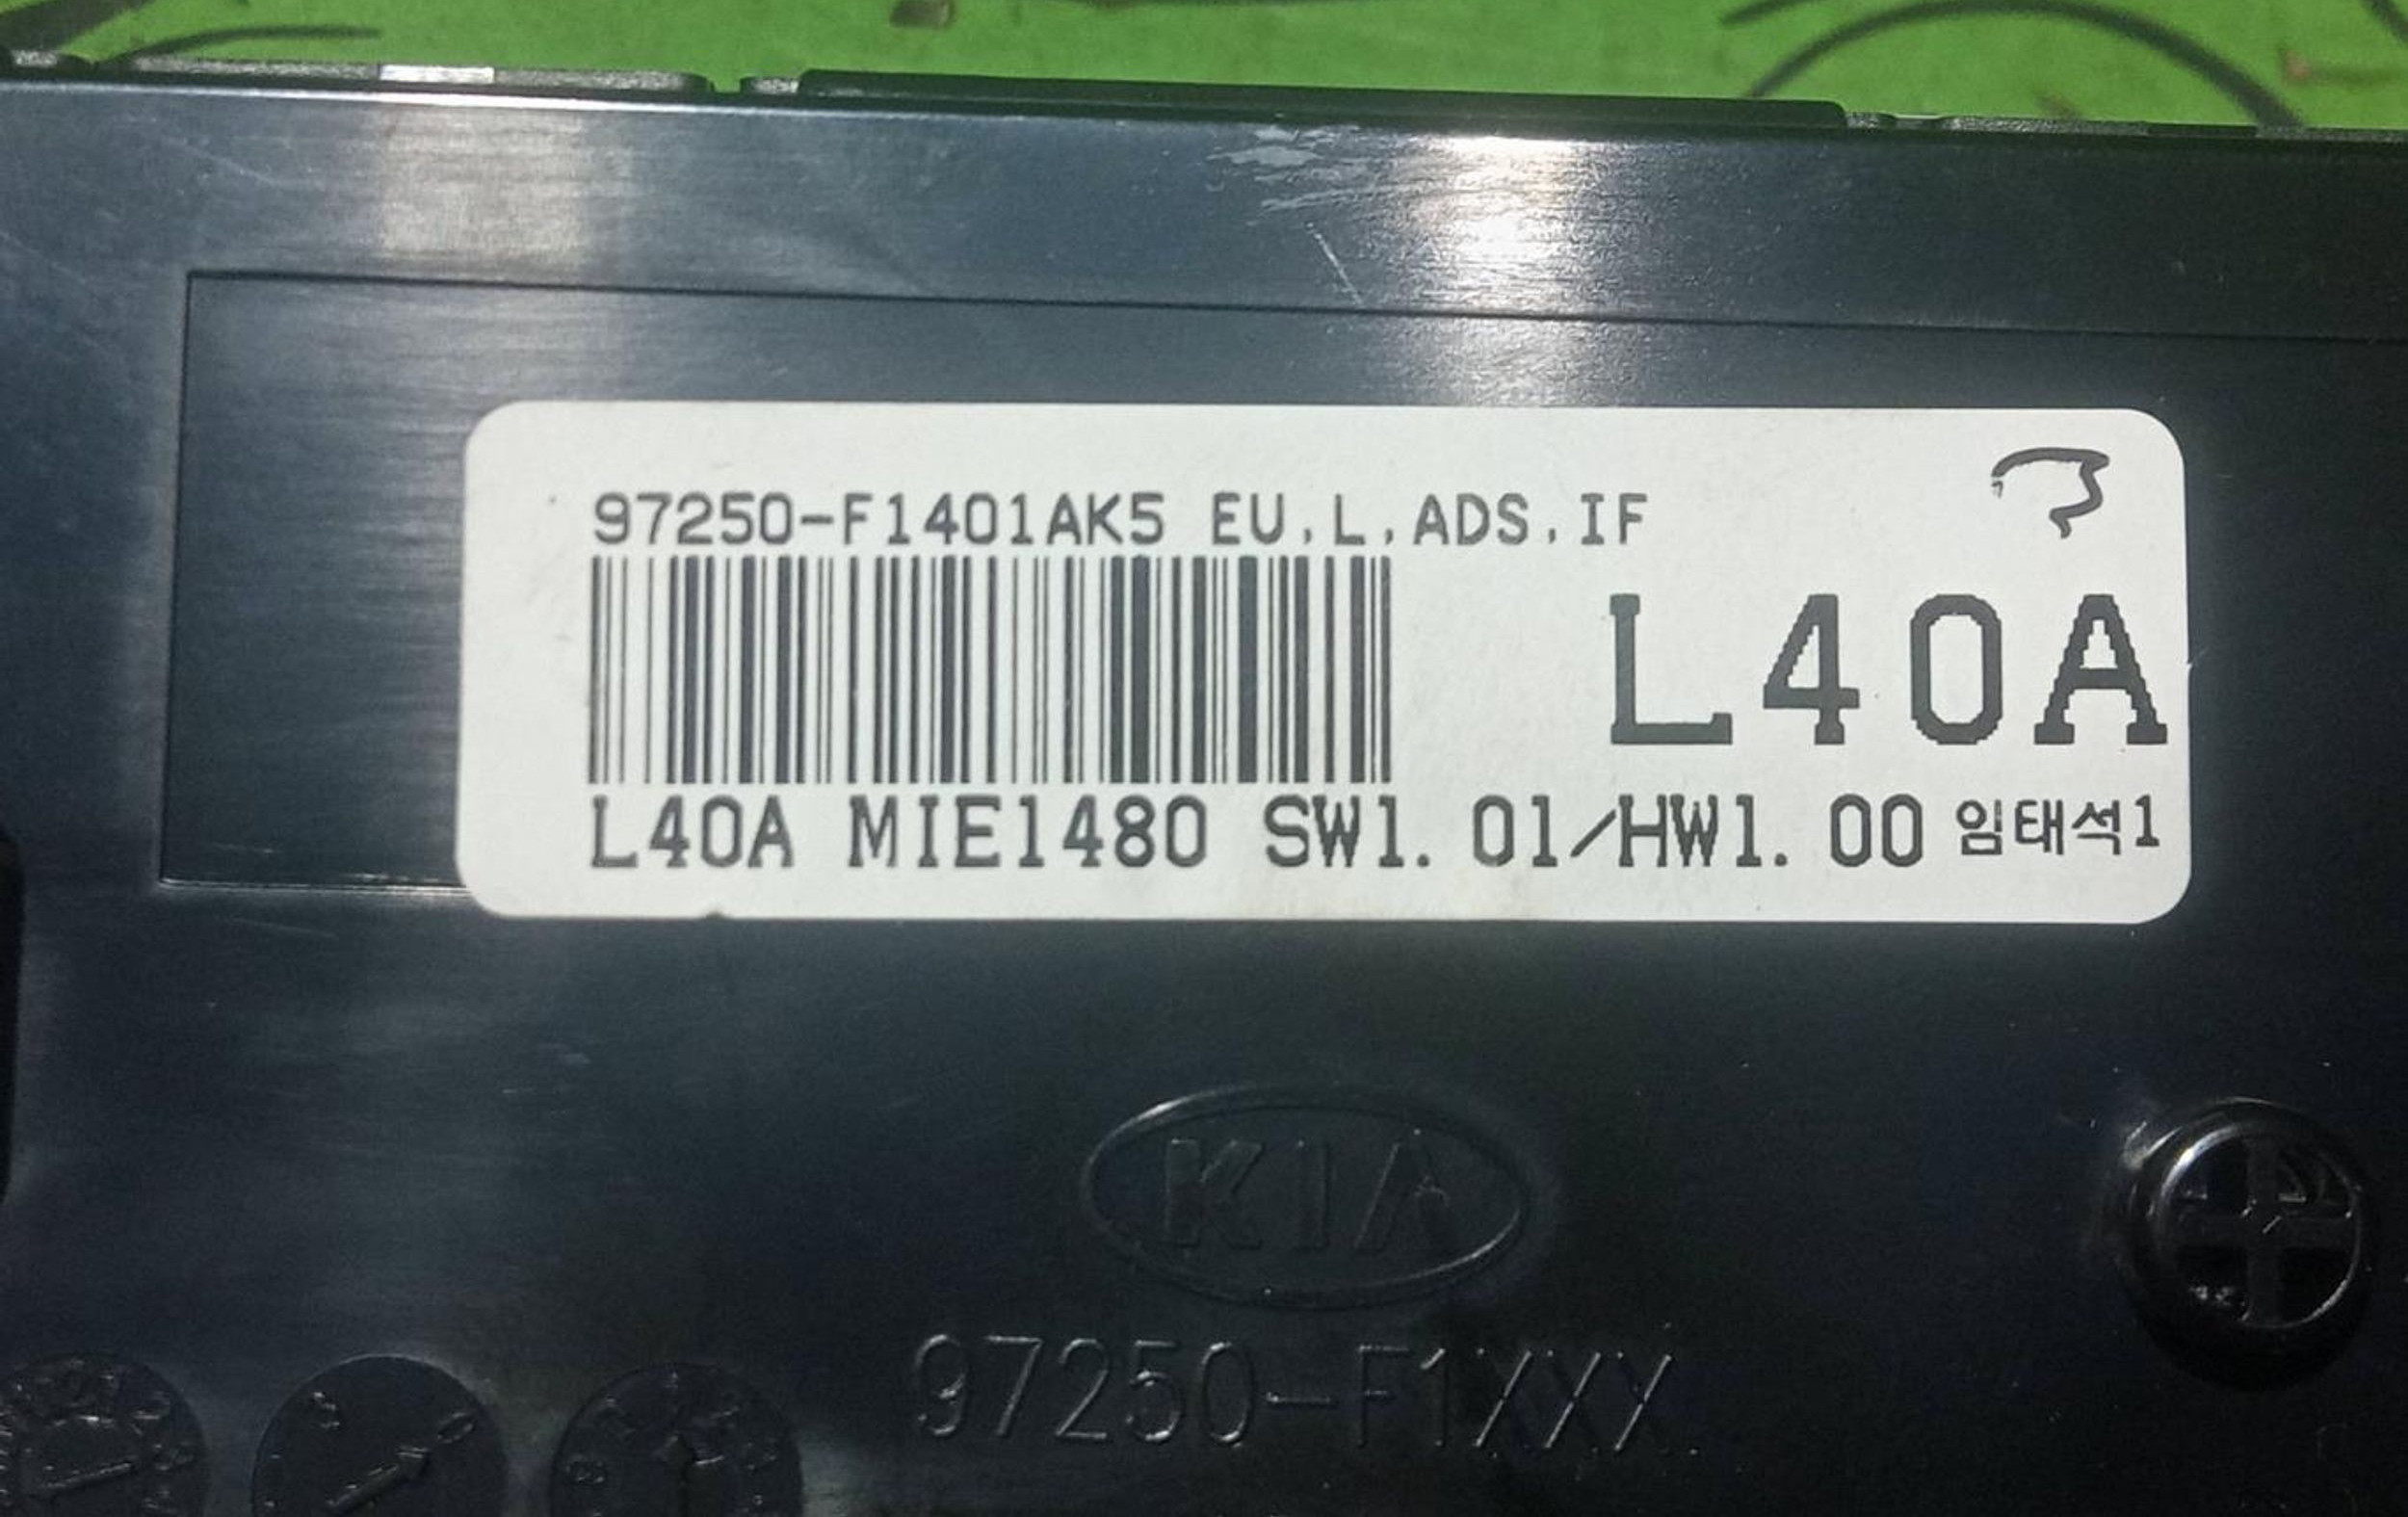 97250-F1401AK5 EU.L.ADS.IF
L40A
L40A MIE1480 SW1. 01/HW1. 00 임태석1
KIA
97250-F1XXX